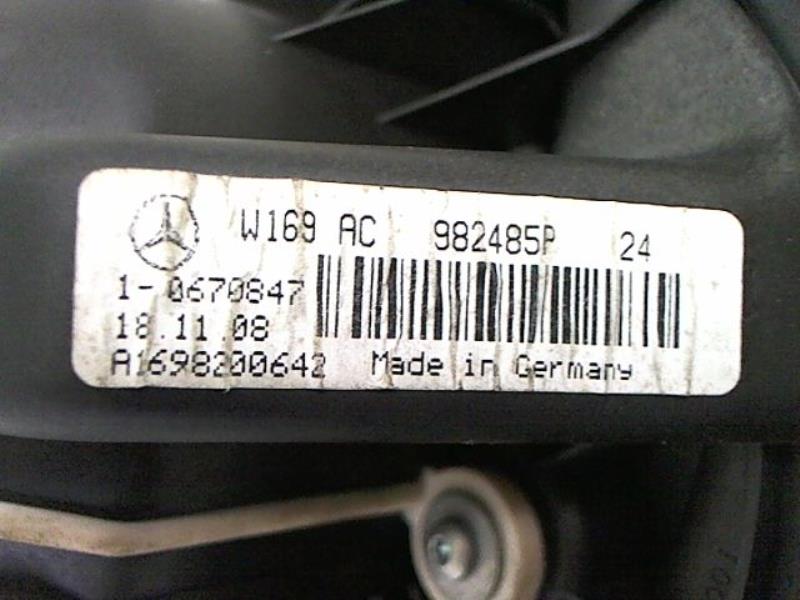 W169 AC 982485P 24
1-0670847
18.11.08
A1698200642 Made in Germany